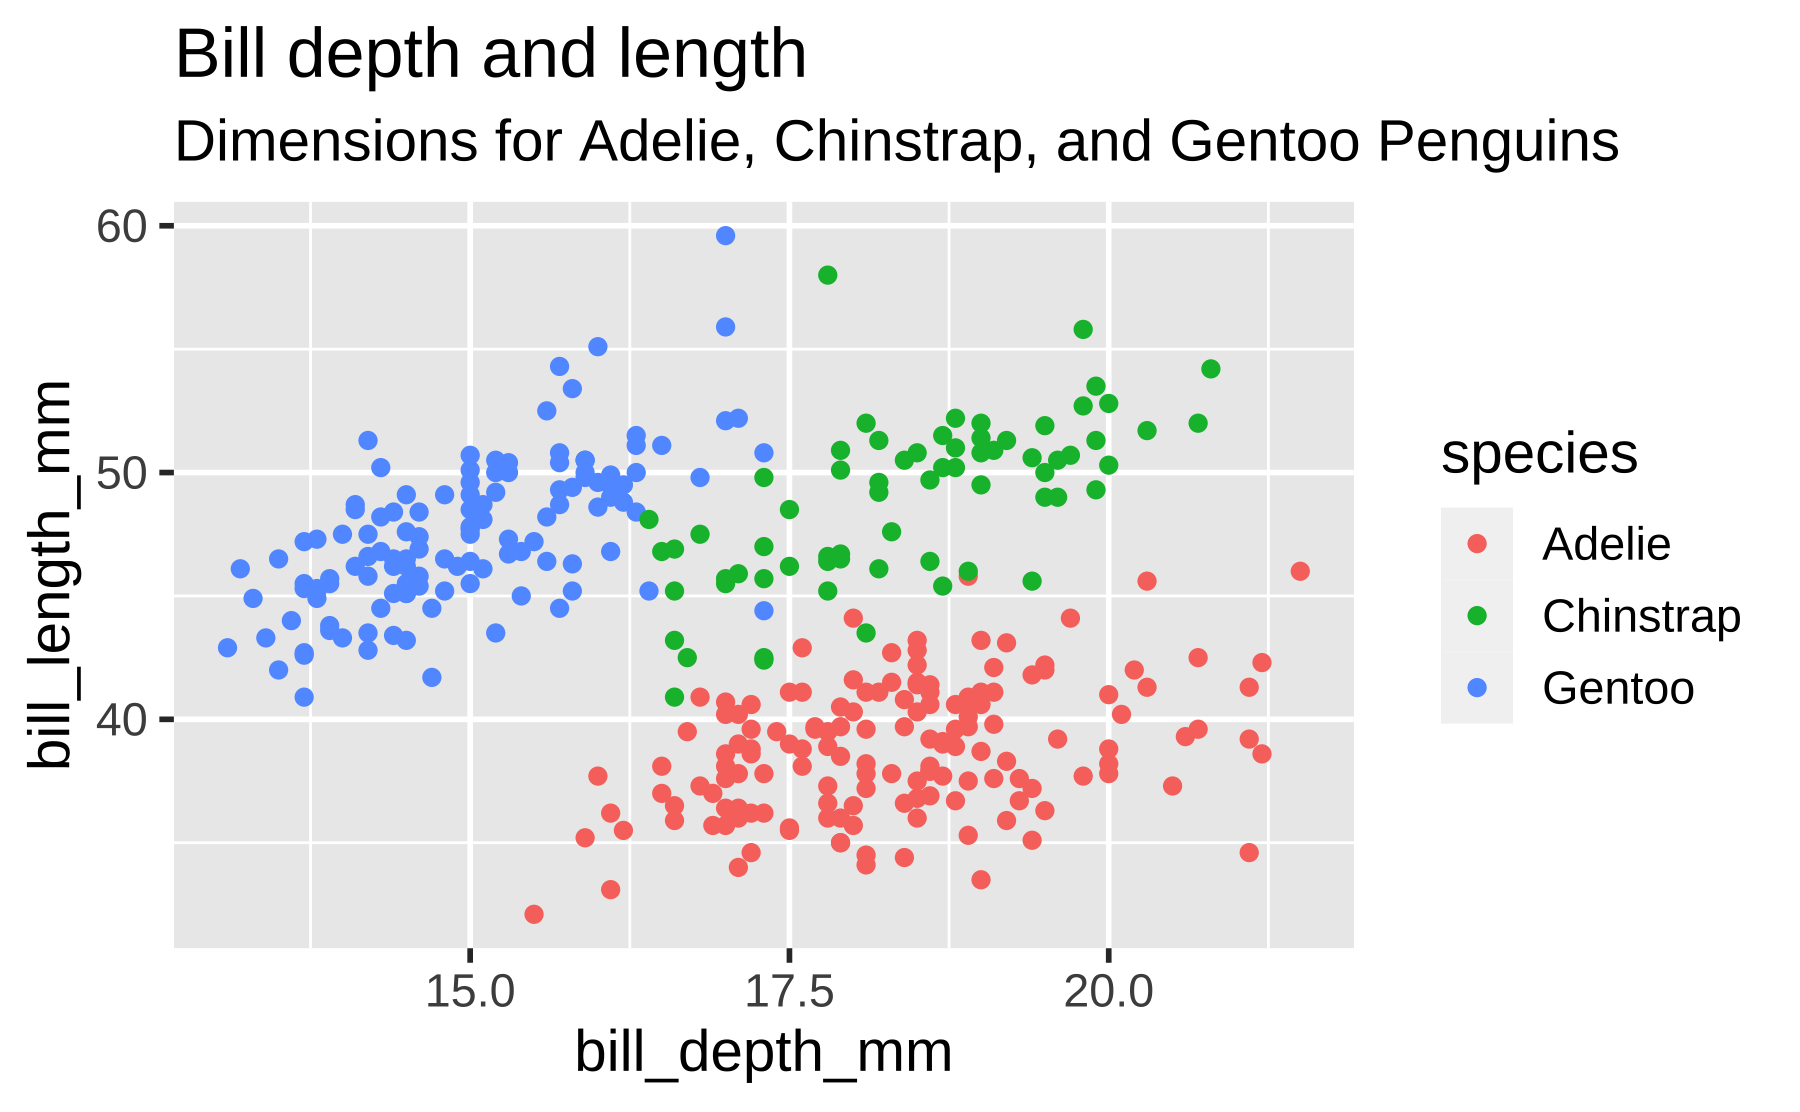 Bill depth and length
Dimensions for Adelie, Chinstrap, and Gentoo Penguins
bill_length_mm
60
50
40
15.0 17.5 20.0
bill_depth_mm
species
Adelie
Chinstrap
Gentoo